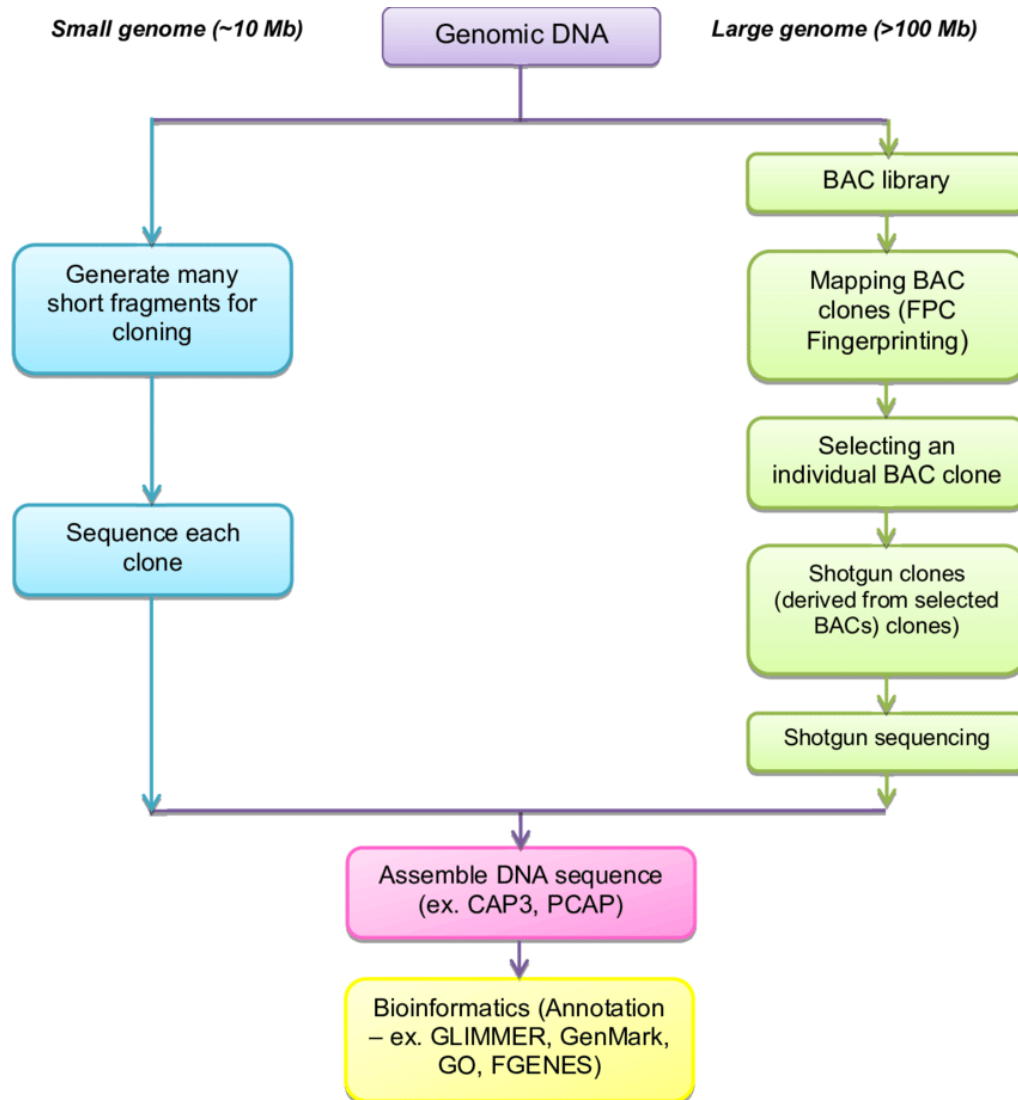 Small genome (~10 Mb)
Genomic DNA
Large genome (>100 Mb)
BAC library
Generate many
short fragments for
cloning
Mapping BAC
clones (FPC
Fingerprinting)
Selecting an
individual BAC clone
Sequence each
clone
Shotgun clones
(derived from selected
BACs) clones)
Shotgun sequencing
Assemble DNA sequence
(ex. CAP3, PCAP)
Bioinformatics (Annotation
– ex. GLIMMER, GenMark,
GO, FGENES)